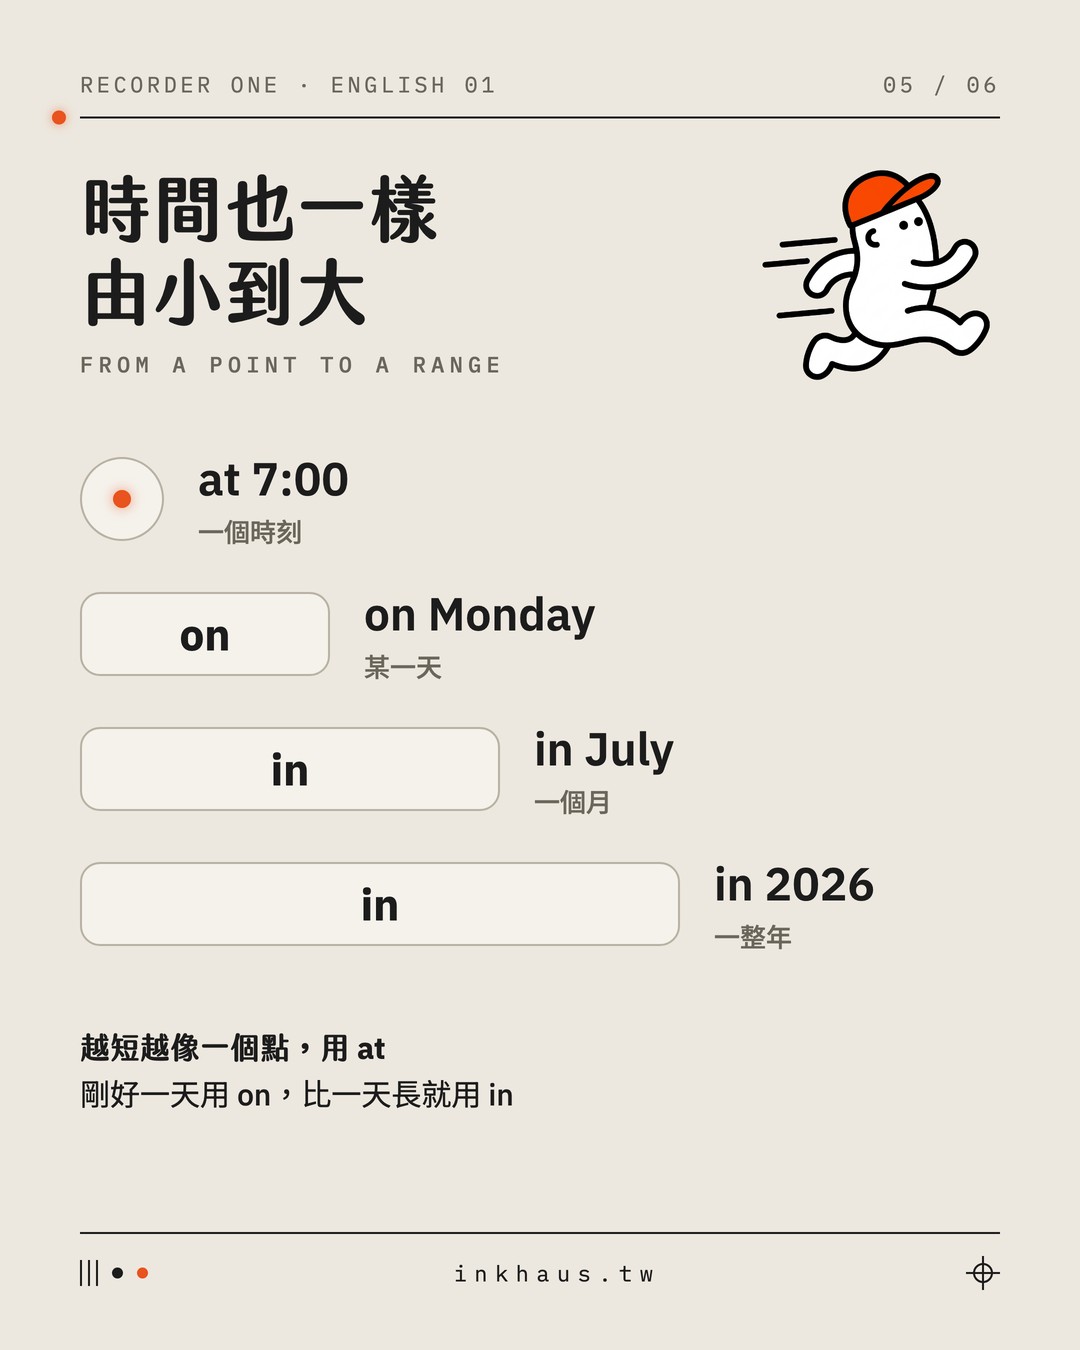 RECORDER ONE · ENGLISH 01
05 / 06
時間也一樣
由小到大
FROM A POINT TO A RANGE
at 7:00
一個時刻
on
on Monday
某一天
in
in July
一個月
in
in 2026
一整年
越短越像一個點，用 at
剛好一天用 on，比一天長就用 in
inkhaus.tw